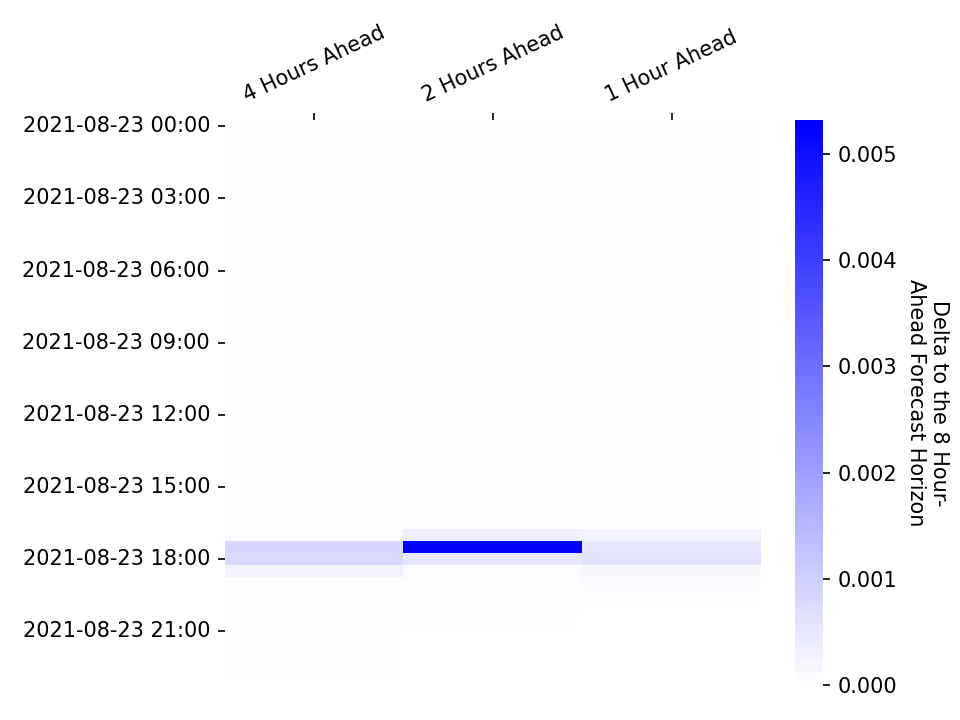 4 Hours Ahead
2 Hours Ahead
1 Hour Ahead
2021-08-23 00:00
2021-08-23 03:00
2021-08-23 06:00
2021-08-23 09:00
2021-08-23 12:00
2021-08-23 15:00
2021-08-23 18:00
2021-08-23 21:00
0.005
0.004
0.003
0.002
0.001
0.000
Delta to the 8 Hour-
Ahead Forecast Horizon